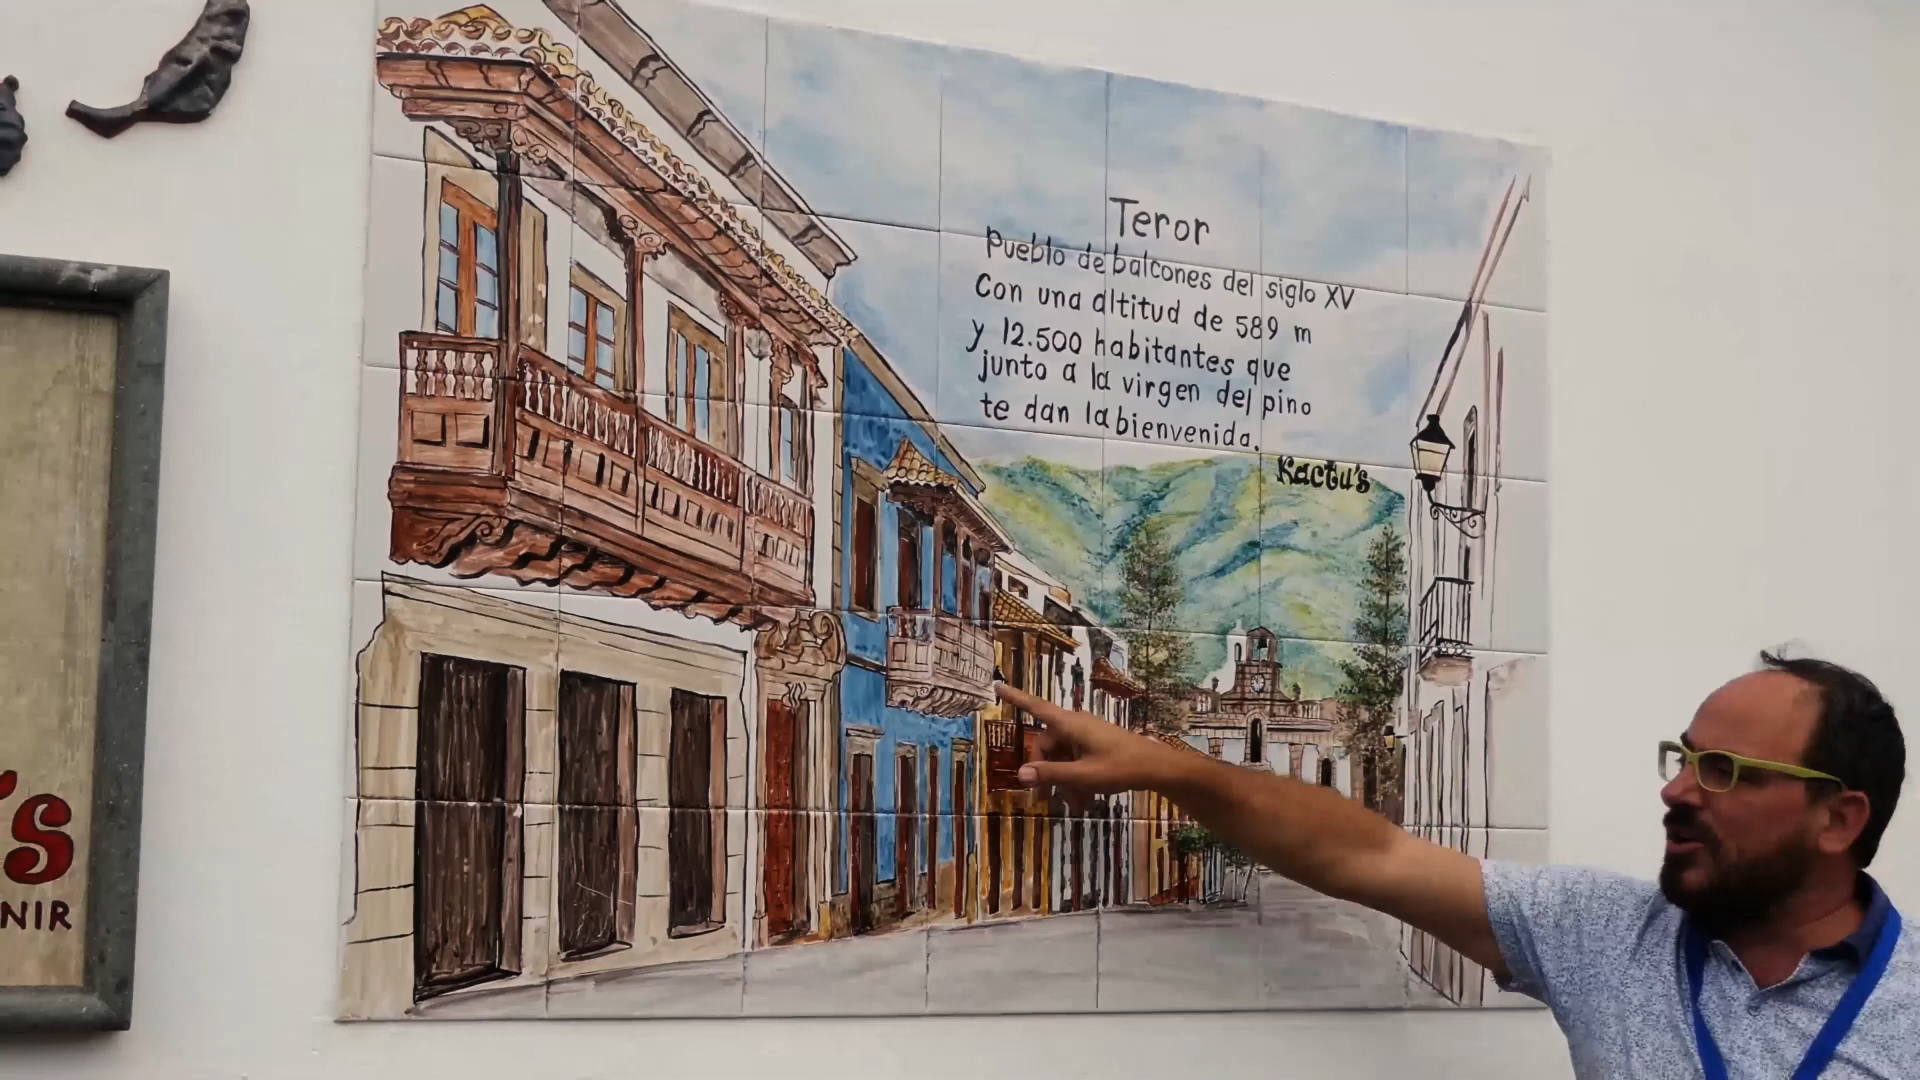 Teror
Pueblo de balcones del siglo XV
Con una altitud de 589 m
y 12.500 habitantes que
junto a la virgen del pino
te dan la bienvenida.
Kactu's
's
NIR